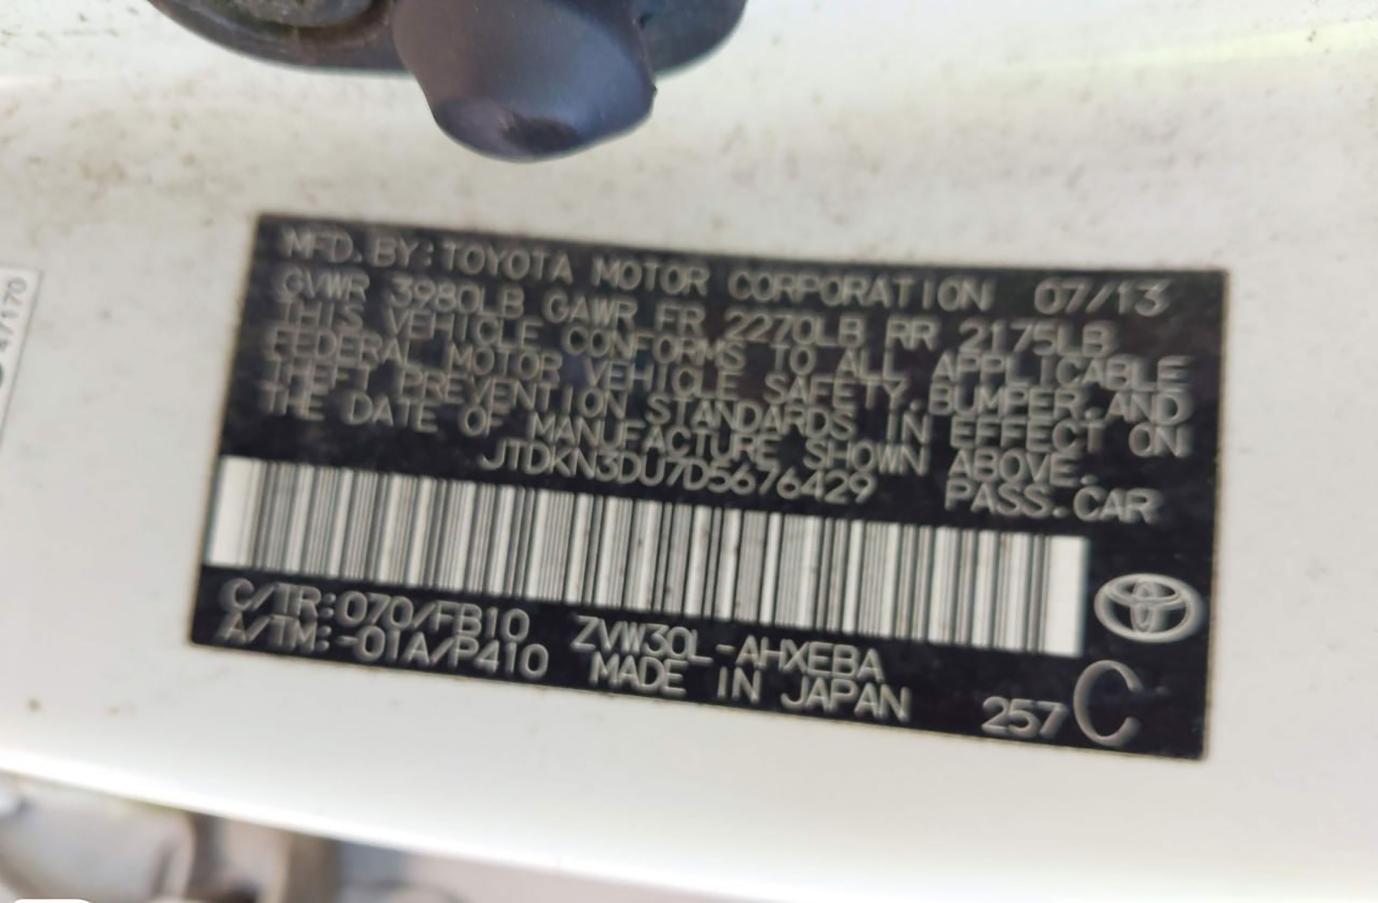 MFD.BY:TOYOTA MOTOR CORPORATION 07/13
GVWR 3980LB GAWR FR 2270LB RR 2175LB
THIS VEHICLE CONFORMS TO ALL APPLICABLE
FEDERAL MOTOR VEHICLE SAFETY,BUMPER,AND
THEFT PREVENTION STANDARDS IN EFFECT ON
THE DATE OF MANUFACTURE SHOWN ABOVE.
JTDKN3DU7D5676429 PASS.CAR
C/TR:070/FB10 ZVW30L-AHXEBA
A/TM:-01A/P410 MADE IN JAPAN
257 C